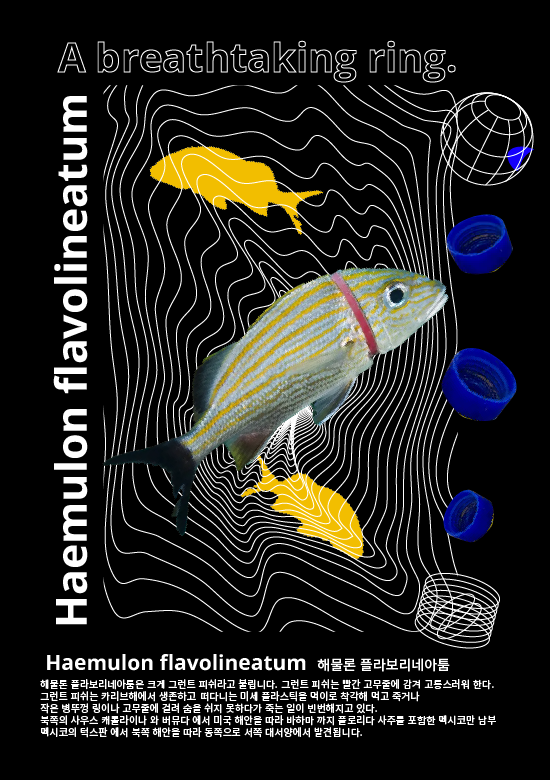 A breathtaking ring.
Haemulon flavolineatum
Haemulon flavolineatum 해물론 플라보리네아툼
해물론 플라보리네아툼은 크게 그런트 피쉬라고 불립니다. 그런트 피쉬는 빨간 고무줄에 감겨 고통스러워 한다.
그런트 피쉬는 카리브해에서 생존하고 떠다니는 미세 플라스틱을 먹이로 착각해 먹고 죽거나
작은 병뚜껑 링이나 고무줄에 걸려 숨을 쉬지 못하다가 죽는 일이 빈번해지고 있다.
북쪽의 사우스 캐롤라이나 와 버뮤다 에서 미국 해안을 따라 바하마 까지 플로리다 사주를 포함한 멕시코만 남부
멕시코의 턱스판 에서 북쪽 해안을 따라 동쪽으로 서쪽 대서양에서 발견됩니다.